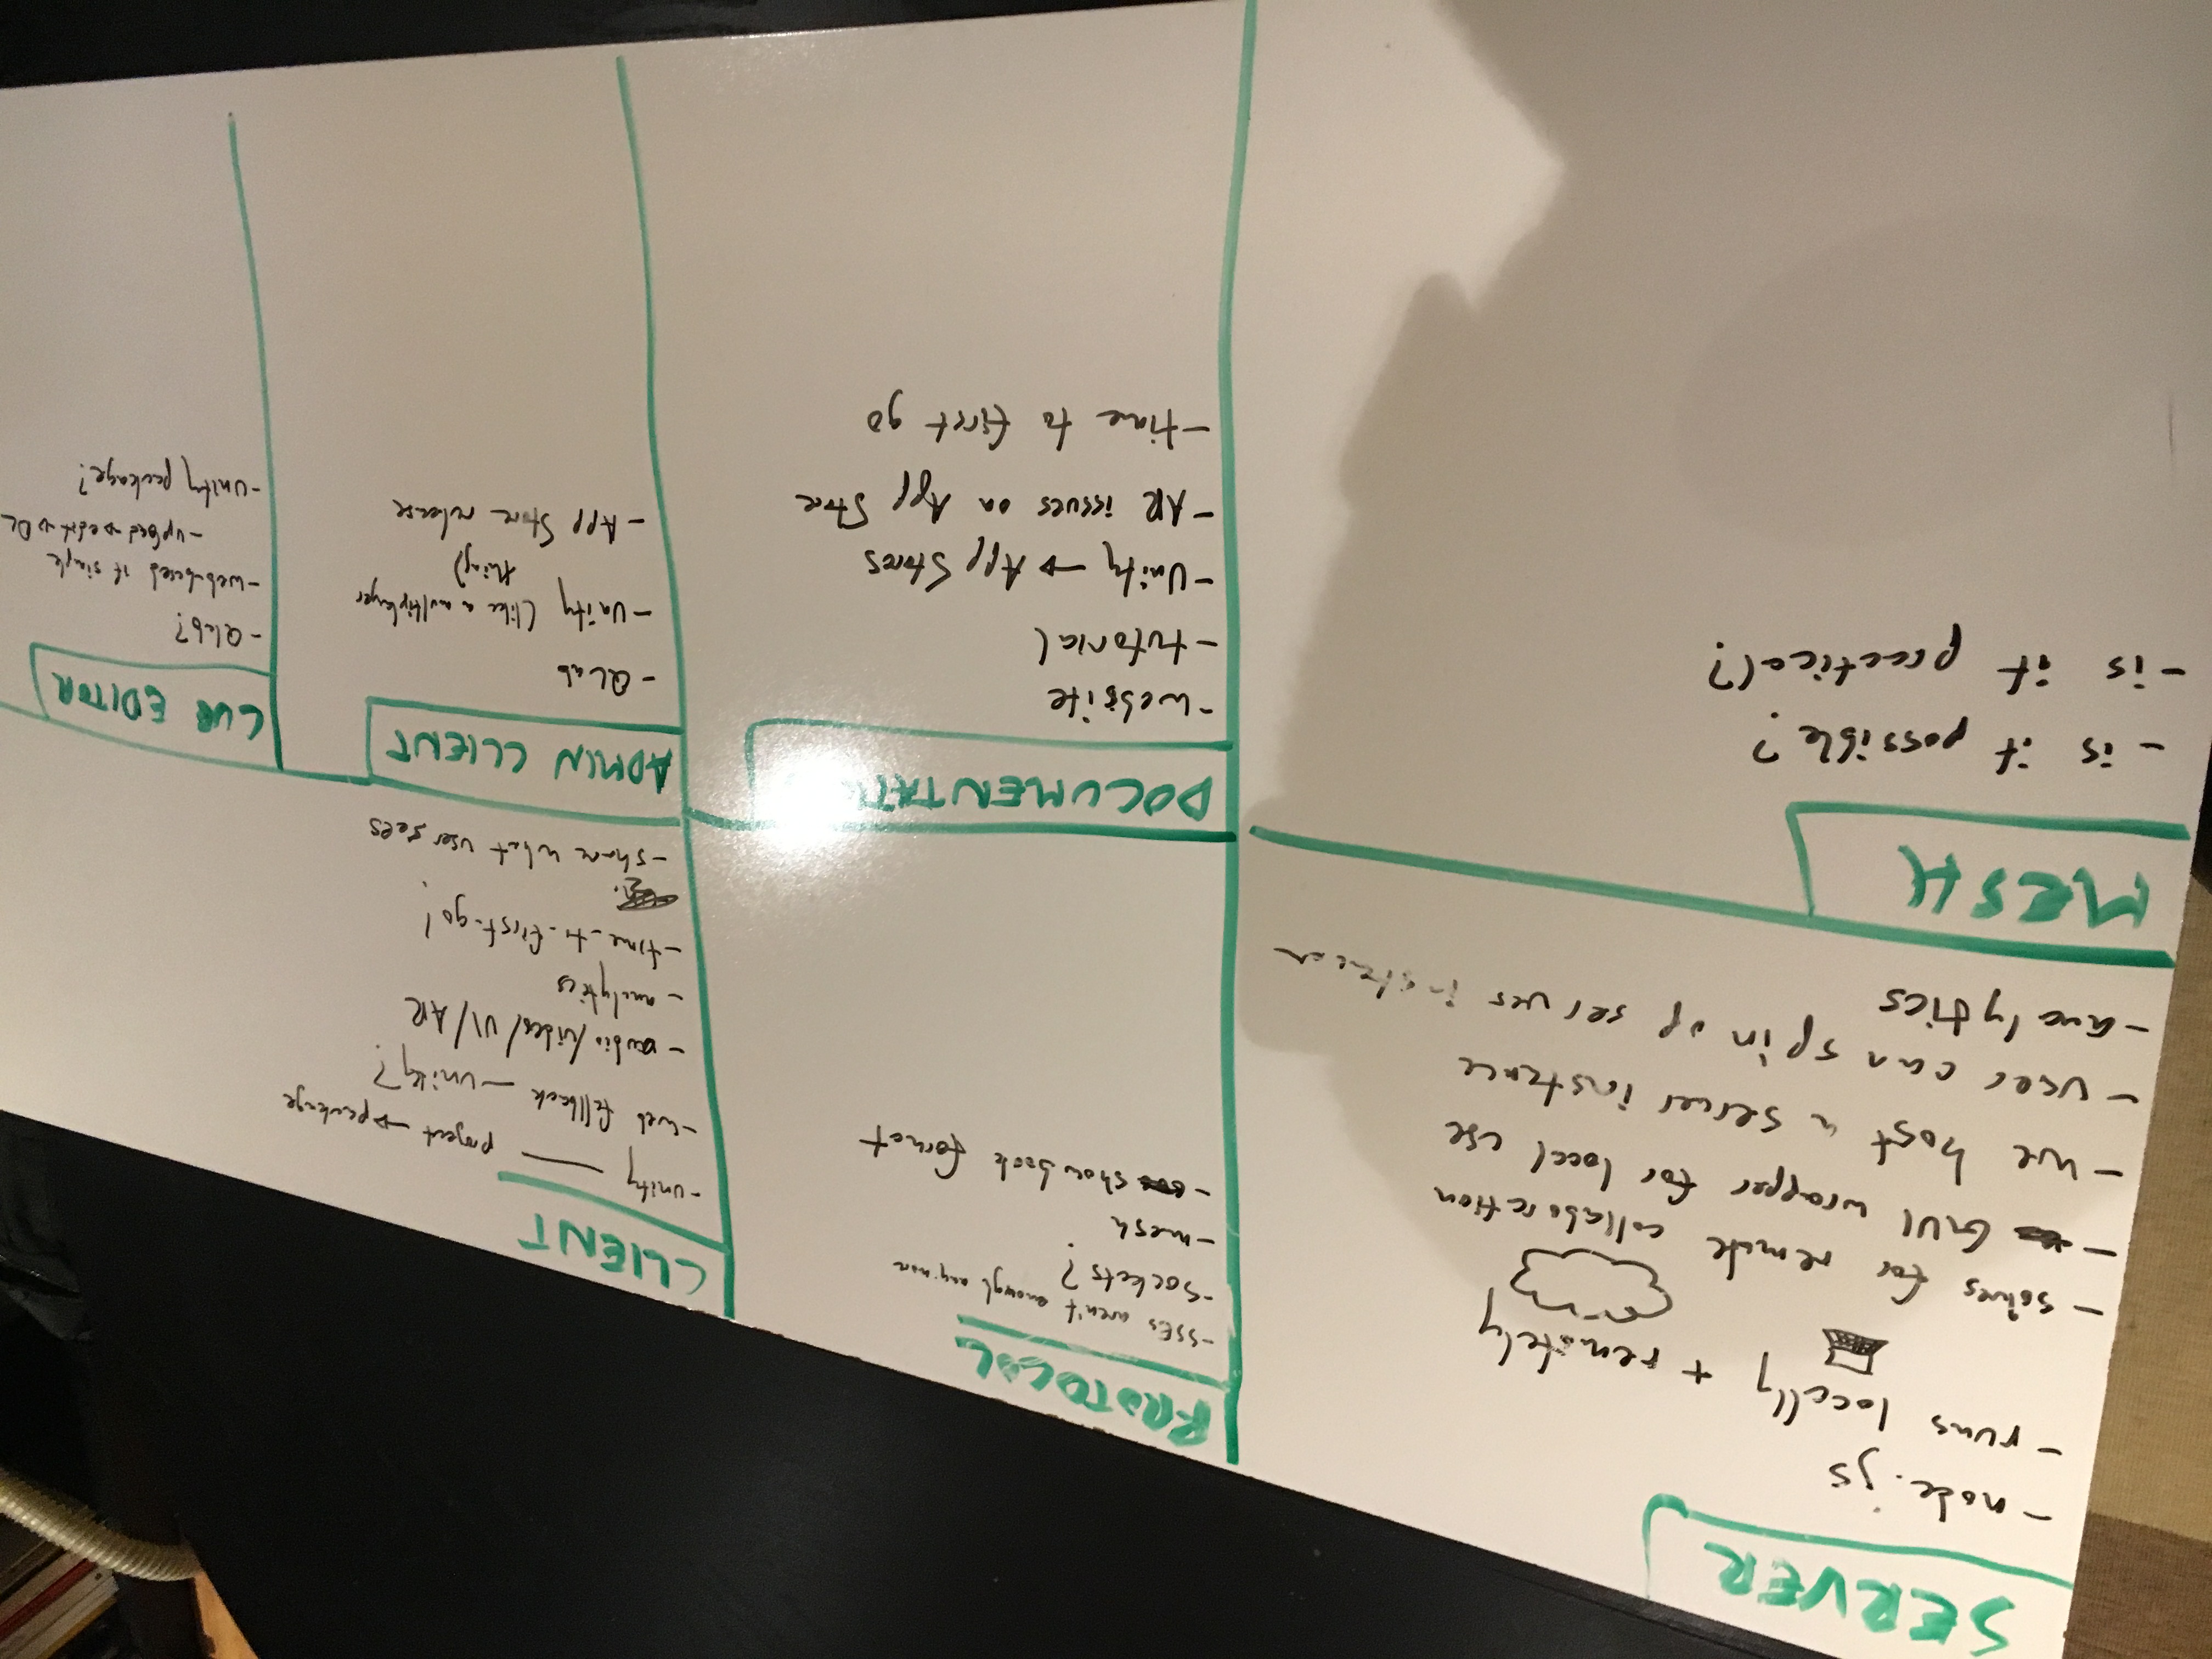 SERVER
- node.js
- runs locally + remotely
- solves for remote collaboration
- GUI wrapper for local use
- we host a server instance
- user can spin up server instance
- analytics
MESH
- is it possible?
- is it practical?
PROTOCOL
- SSEs aren't enough anymore
- sockets?
- mesh
- showbook format
CLIENT
- unity — project → package
- web fallback — unity?
- audio/video/UI/AR
- analytics
- time-to-first-go!
- share what user sees
DOCUMENTAT
- website
- tutorial
- Unity → App Stores
- AR issues on App Store
- time to first go
ADMIN CLIENT
- QLab
- Unity (like a multiplayer
thing)
- App Store release
CUE EDITOR
- Qlab?
- web-based if simple
- upload → edit → DL
- unity package?